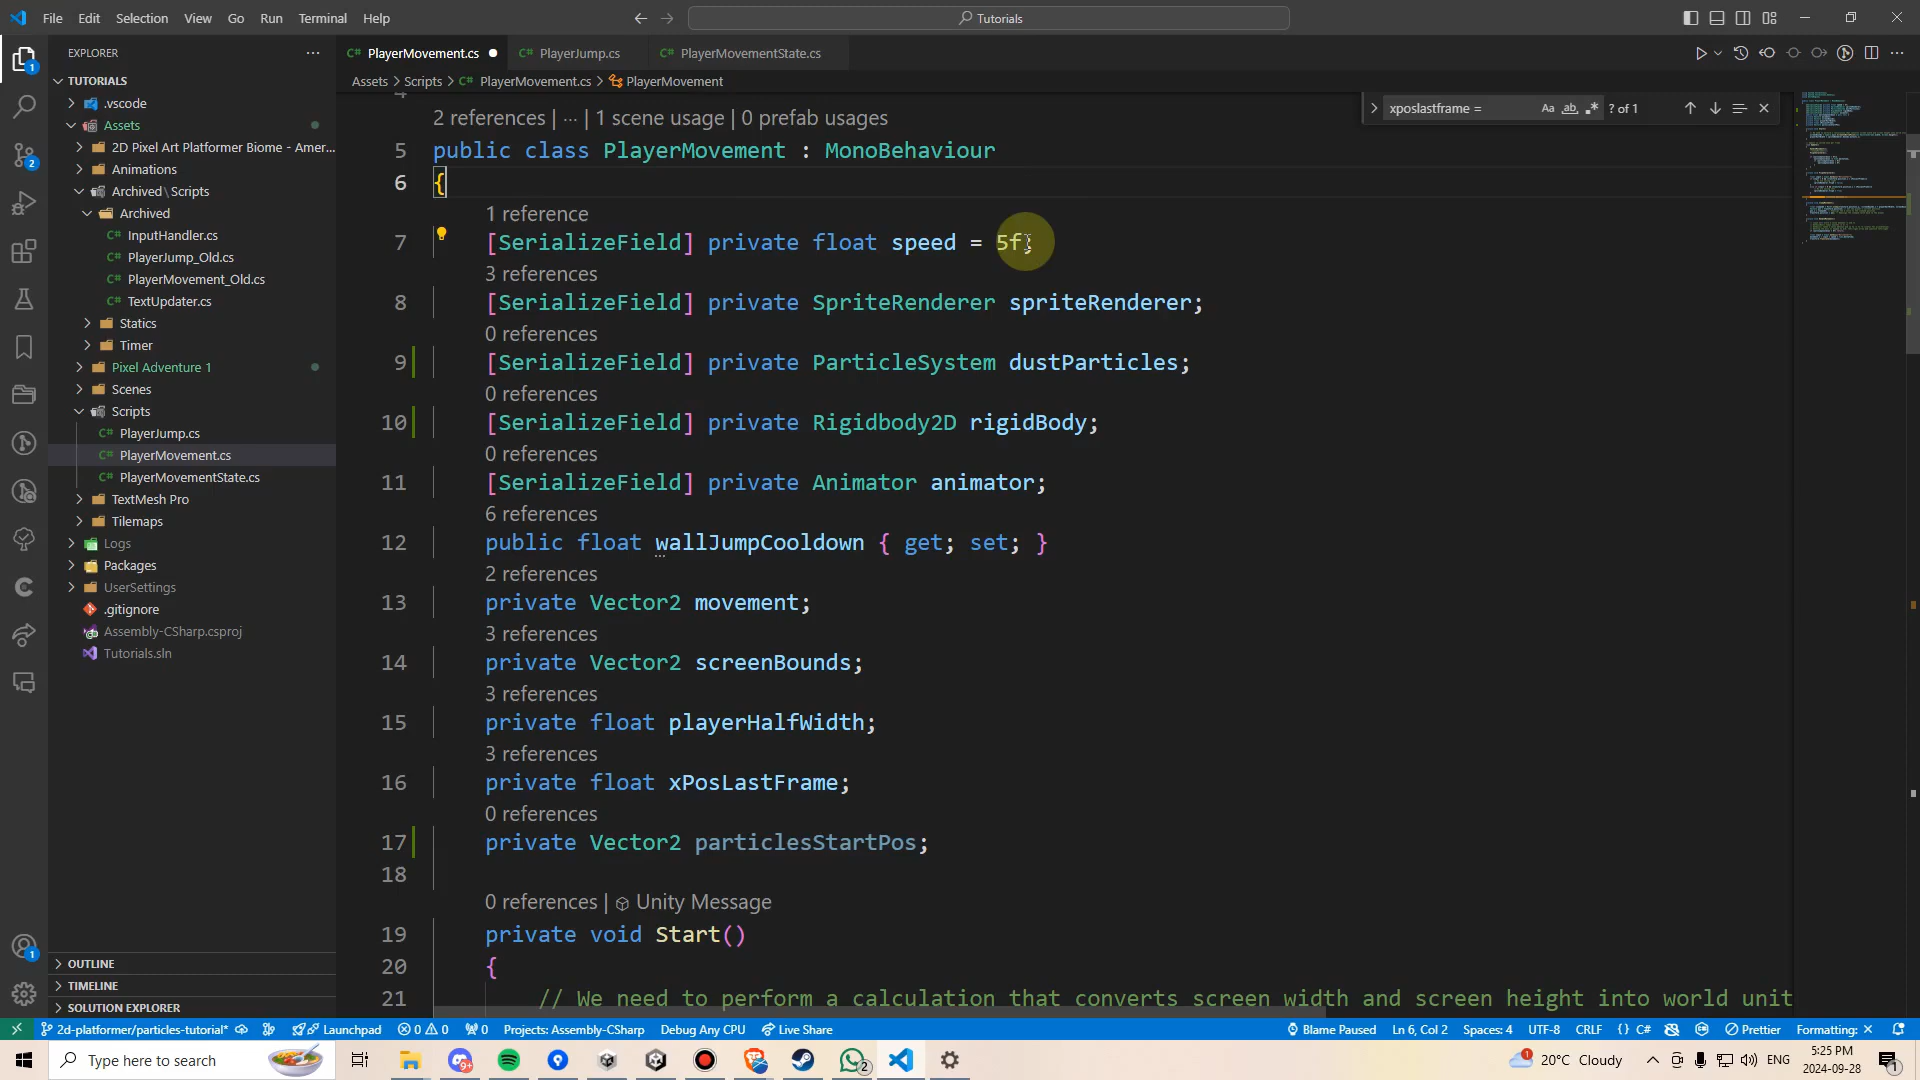 File Edit Selection View Go Run Terminal Help
Tutorials
EXPLORER
PlayerMovement.cs
PlayerJump.cs
PlayerMovementState.cs
TUTORIALS
Assets > Scripts > PlayerMovement.cs > PlayerMovement
.vscode
Assets
2D Pixel Art Platformer Biome - Amer...
Animations
Archived\Scripts
Archived
InputHandler.cs
PlayerJump_Old.cs
PlayerMovement_Old.cs
TextUpdater.cs
Statics
Timer
Pixel Adventure 1
Scenes
Scripts
PlayerJump.cs
PlayerMovement.cs
PlayerMovementState.cs
TextMesh Pro
Tilemaps
Logs
Packages
UserSettings
.gitignore
Assembly-CSharp.csproj
Tutorials.sln
OUTLINE
TIMELINE
SOLUTION EXPLORER
xposlastframe =
? of 1
4
2 references | ... | 1 scene usage | 0 prefab usages
5 public class PlayerMovement : MonoBehaviour
6 {
1 reference
7 [SerializeField] private float speed = 5f;
3 references
8 [SerializeField] private SpriteRenderer spriteRenderer;
0 references
9 [SerializeField] private ParticleSystem dustParticles;
0 references
10 [SerializeField] private Rigidbody2D rigidBody;
0 references
11 [SerializeField] private Animator animator;
6 references
12 public float wallJumpCooldown { get; set; }
2 references
13 private Vector2 movement;
3 references
14 private Vector2 screenBounds;
3 references
15 private float playerHalfWidth;
3 references
16 private float xPosLastFrame;
0 references
17 private Vector2 particlesStartPos;
18
0 references | Unity Message
19 private void Start()
20 {
21 // We need to perform a calculation that converts screen width and screen height into world unit
2d-platformer/particles-tutorial* Launchpad 0 0 0 Projects: Assembly-CSharp Debug Any CPU Live Share
Blame Paused Ln 6, Col 2 Spaces: 4 UTF-8 CRLF {} C# Prettier Formatting: ×
Type here to search
20°C Cloudy
ENG
5:25 PM
2024-09-28